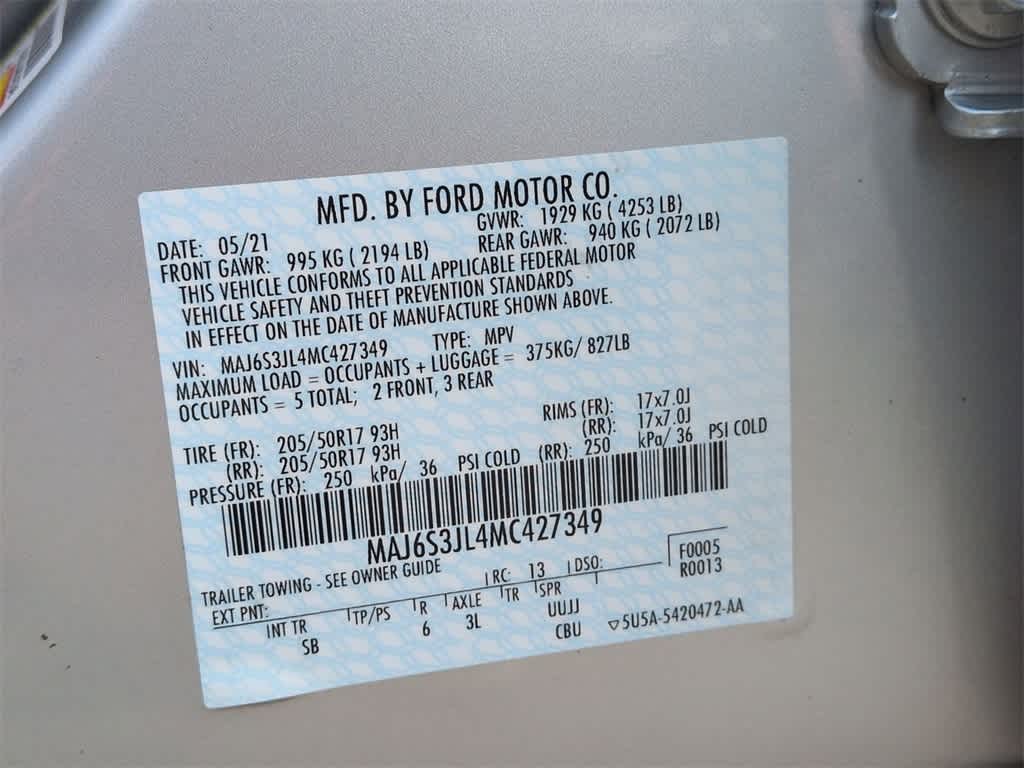 MFD. BY FORD MOTOR CO.
DATE: 05/21 GVWR: 1929 KG ( 4253 LB)
FRONT GAWR: 995 KG ( 2194 LB) REAR GAWR: 940 KG ( 2072 LB)
THIS VEHICLE CONFORMS TO ALL APPLICABLE FEDERAL MOTOR
VEHICLE SAFETY AND THEFT PREVENTION STANDARDS
IN EFFECT ON THE DATE OF MANUFACTURE SHOWN ABOVE.
VIN: MAJ6S3JL4MC427349 TYPE: MPV
MAXIMUM LOAD = OCCUPANTS + LUGGAGE = 375KG/ 827LB
OCCUPANTS = 5 TOTAL; 2 FRONT, 3 REAR
TIRE (FR): 205/50R17 93H RIMS (FR): 17x7.0J
(RR): 205/50R17 93H (RR): 17x7.0J
PRESSURE (FR): 250 kPa/ 36 PSI COLD (RR): 250 kPa/ 36 PSI COLD
MAJ6S3JL4MC427349
TRAILER TOWING - SEE OWNER GUIDE F0005
EXT PNT: RC: 13 DSO: R0013
INT TR TP/PS R AXLE TR SPR
SB 6 3L UUJJ
CBU ▽5U5A-5420472-AA